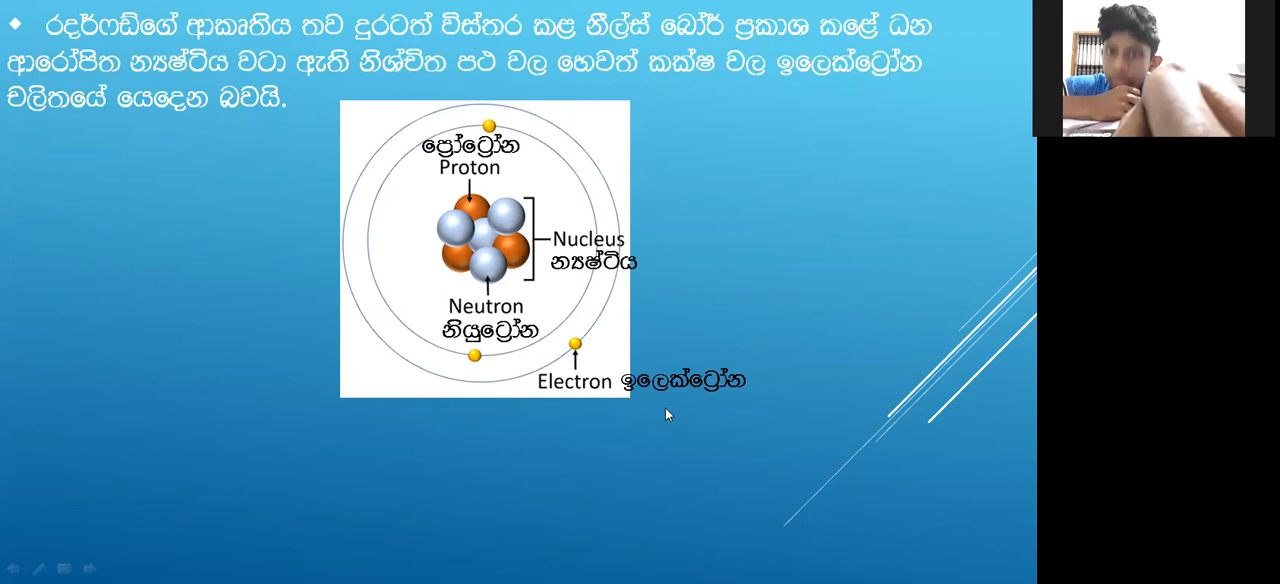 රදර්ෆඩ්ගේ ආකෘතිය තව දුරටත් විස්තර කළ නීල්ස් බෝර් ප්‍රකාශ කළේ ධන
ආරෝපිත න්‍යෂ්ටිය වටා ඇති නිශ්චිත පථ වල හෙවත් කක්ෂ වල ඉලෙක්ට්‍රෝන
චලිතයේ යෙදෙන බවයි.
ප්‍රෝට්‍රෝන
Proton
Nucleus
න්‍යෂ්ටිය
Neutron
නියුට්‍රෝන
Electron ඉලෙක්ට්‍රෝන